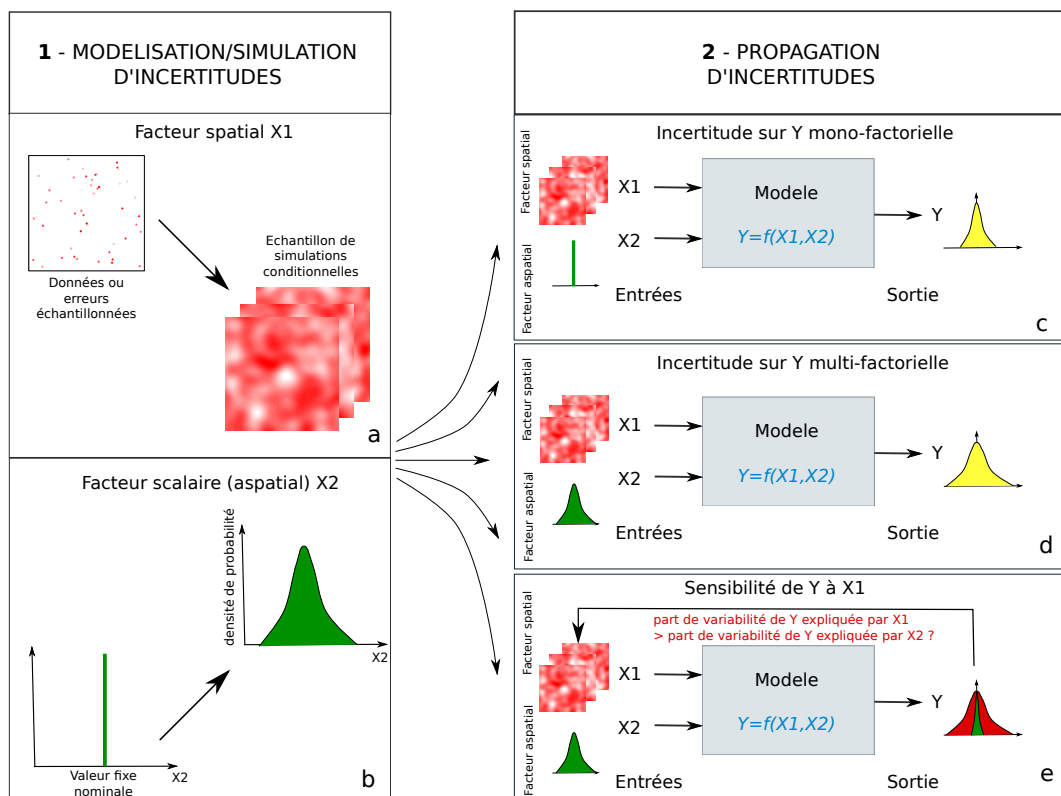 1 - MODELISATION/SIMULATION
D'INCERTITUDES
Facteur spatial X1
Données ou
erreurs
échantillonnées
Echantillon de
simulations
conditionnelles
a
Facteur scalaire (aspatial) X2
densité de probabilité
X2
Valeur fixe
nominale
X2
b
2 - PROPAGATION
D'INCERTITUDES
Incertitude sur Y mono-factorielle
Facteur spatial
X1
Facteur aspatial
X2
Modele
Y=f(X1,X2)
Y
Entrées
Sortie
c
Incertitude sur Y multi-factorielle
Facteur spatial
X1
Facteur aspatial
X2
Modele
Y=f(X1,X2)
Y
Entrées
Sortie
d
Sensibilité de Y à X1
part de variabilité de Y expliquée par X1
> part de variabilité de Y expliquée par X2 ?
Facteur spatial
X1
Facteur aspatial
X2
Modele
Y=f(X1,X2)
Y
Entrées
Sortie
e